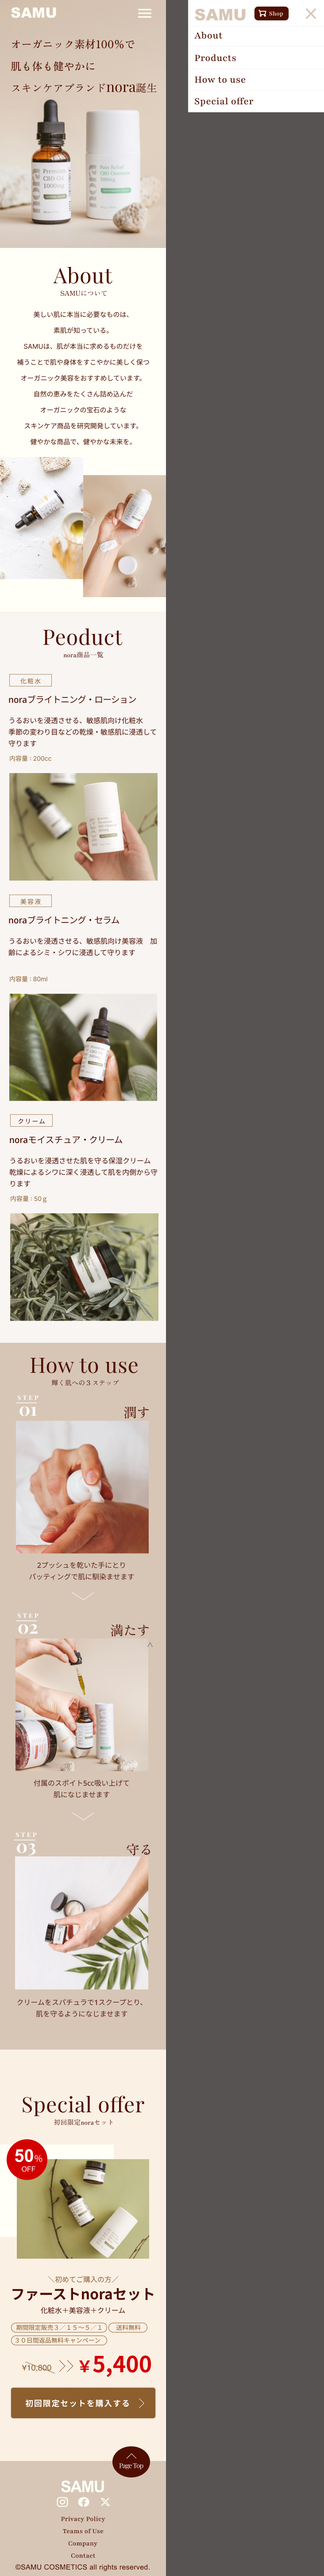 SAMU
オーガニック素材100%で
肌も体も健やかに
スキンケアブランドnora誕生
Premium
CBD Oil
1000mg
About
SAMUについて
美しい肌に本当に必要なものは、
素肌が知っている。
SAMUは、肌が本当に求めるものだけを
補うことで肌や身体をすこやかに美しく保つ
オーガニック美容をおすすめしています。
自然の恵みをたくさん詰め込んだ
オーガニックの宝石のような
スキンケア商品を研究開発しています。
健やかな商品で、健やかな未来を。
Peoduct
nora商品一覧
化粧水
noraブライトニング・ローション
うるおいを浸透させる、敏感肌向け化粧水
季節の変わり目などの乾燥・敏感肌に浸透して
守ります
内容量：200cc
美容液
noraブライトニング・セラム
うるおいを浸透させる、敏感肌向け美容液　加
齢によるシミ・シワに浸透して守ります
内容量：80ml
クリーム
noraモイスチュア・クリーム
うるおいを浸透させた肌を守る保湿クリーム
乾燥によるシワに深く浸透して肌を内側から守
ります
内容量：50ｇ
How to use
輝く肌への３ステップ
STEP
01
潤す
2プッシュを乾いた手にとり
パッティングで肌に馴染ませます
STEP
02
満たす
付属のスポイト5cc吸い上げて
肌になじませます
STEP
03
守る
クリームをスパチュラで1スクープとり、
肌を守るようになじませます
Special offer
初回限定noraセット
50%
OFF
＼初めてご購入の方／
ファーストnoraセット
化粧水＋美容液＋クリーム
期間限定販売３／１５〜５／１
送料無料
３０日間返品無料キャンペーン
¥10,800
¥5,400
初回限定セットを購入する
Page Top
SAMU
Privacy Policy
Teams of Use
Company
Contact
©SAMU COSMETICS all rights reserved.
SAMU
Shop
About
Products
How to use
Special offer